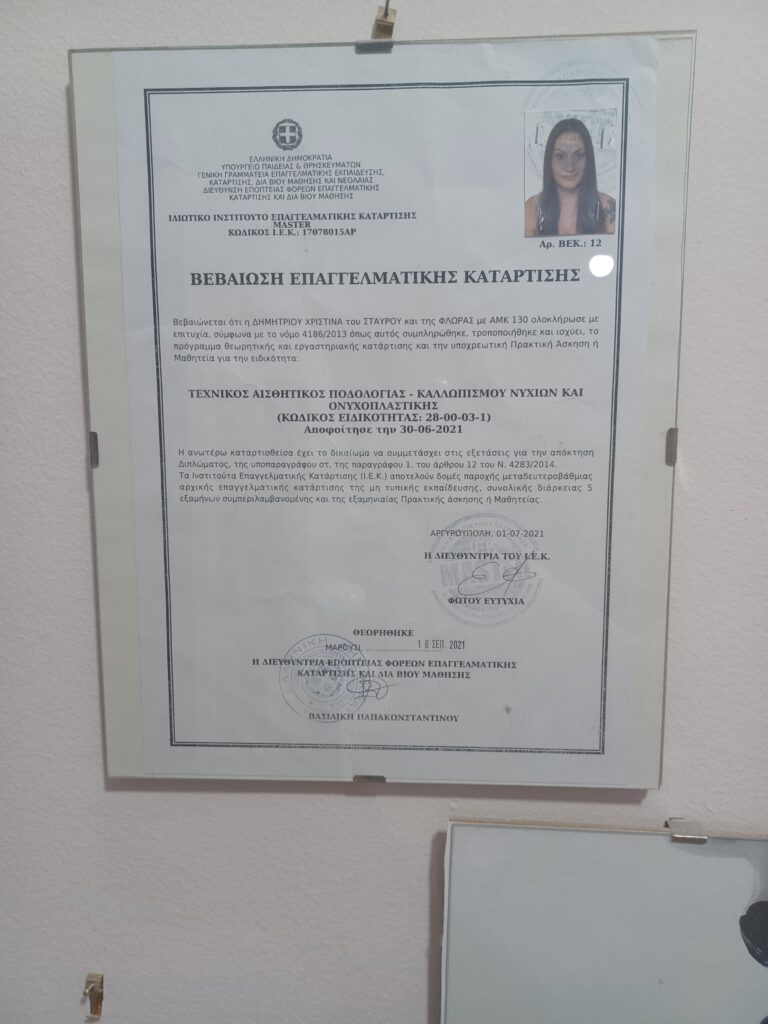 ΕΛΛΗΝΙΚΗ ΔΗΜΟΚΡΑΤΙΑ
ΥΠΟΥΡΓΕΙΟ ΠΑΙΔΕΙΑΣ & ΘΡΗΣΚΕΥΜΑΤΩΝ
ΓΕΝΙΚΗ ΓΡΑΜΜΑΤΕΙΑ ΕΠΑΓΓΕΛΜΑΤΙΚΗΣ ΕΚΠΑΙΔΕΥΣΗΣ,
ΚΑΤΑΡΤΙΣΗΣ, ΔΙΑ ΒΙΟΥ ΜΑΘΗΣΗΣ ΚΑΙ ΝΕΟΛΑΙΑΣ
ΔΙΕΥΘΥΝΣΗ ΕΠΟΠΤΕΙΑΣ ΦΟΡΕΩΝ ΕΠΑΓΓΕΛΜΑΤΙΚΗΣ
ΚΑΤΑΡΤΙΣΗΣ ΚΑΙ ΔΙΑ ΒΙΟΥ ΜΑΘΗΣΗΣ
ΙΔΙΩΤΙΚΟ ΙΝΣΤΙΤΟΥΤΟ ΕΠΑΓΓΕΛΜΑΤΙΚΗΣ ΚΑΤΑΡΤΙΣΗΣ
MASTER
ΚΩΔΙΚΟΣ Ι.Ε.Κ.: 17078015ΑΡ
Αρ. ΒΕΚ.: 12
ΒΕΒΑΙΩΣΗ ΕΠΑΓΓΕΛΜΑΤΙΚΗΣ ΚΑΤΑΡΤΙΣΗΣ
Βεβαιώνεται ότι η ΔΗΜΗΤΡΙΟΥ ΧΡΙΣΤΙΝΑ του ΣΤΑΥΡΟΥ και της ΦΛΩΡΑΣ με ΑΜΚ 130 ολοκλήρωσε με
επιτυχία, σύμφωνα με το νόμο 4186/2013 όπως αυτός συμπληρώθηκε, τροποποιήθηκε και ισχύει, το
πρόγραμμα θεωρητικής και εργαστηριακής κατάρτισης και την υποχρεωτική Πρακτική Άσκηση ή
Μαθητεία για την ειδικότητα:
ΤΕΧΝΙΚΟΣ ΑΙΣΘΗΤΙΚΟΣ ΠΟΔΟΛΟΓΙΑΣ - ΚΑΛΛΩΠΙΣΜΟΥ ΝΥΧΙΩΝ ΚΑΙ
ΟΝΥΧΟΠΛΑΣΤΙΚΗΣ
(ΚΩΔΙΚΟΣ ΕΙΔΙΚΟΤΗΤΑΣ: 28-00-03-1)
Αποφοίτησε την 30-06-2021
Η ανωτέρω καταρτισθείσα έχει το δικαίωμα να συμμετάσχει στις εξετάσεις για την απόκτηση
Διπλώματος, της υποπαραγράφου στ, της παραγράφου 1, του άρθρου 12 του Ν. 4283/2014.
Τα Ινστιτούτα Επαγγελματικής Κατάρτισης (Ι.Ε.Κ.) αποτελούν δομές παροχής μεταδευτεροβάθμιας
αρχικής επαγγελματικής κατάρτισης της μη τυπικής εκπαίδευσης, συνολικής διάρκειας 5
εξαμήνων συμπεριλαμβανομένης και της εξαμηνιαίας Πρακτικής άσκησης ή Μαθητείας.
ΑΡΓΥΡΟΥΠΟΛΗ, 01-07-2021
Η ΔΙΕΥΘΥΝΤΡΙΑ ΤΟΥ Ι.Ε.Κ.
ΦΩΤΟΥ ΕΥΤΥΧΙΑ
ΘΕΩΡΗΘΗΚΕ
ΜΑΡΟΥΣΙ 16 ΣΕΠ. 2021
Η ΔΙΕΥΘΥΝΤΡΙΑ ΕΠΟΠΤΕΙΑΣ ΦΟΡΕΩΝ ΕΠΑΓΓΕΛΜΑΤΙΚΗΣ
ΚΑΤΑΡΤΙΣΗΣ ΚΑΙ ΔΙΑ ΒΙΟΥ ΜΑΘΗΣΗΣ
ΒΑΣΙΛΙΚΗ ΠΑΠΑΚΩΝΣΤΑΝΤΙΝΟΥ